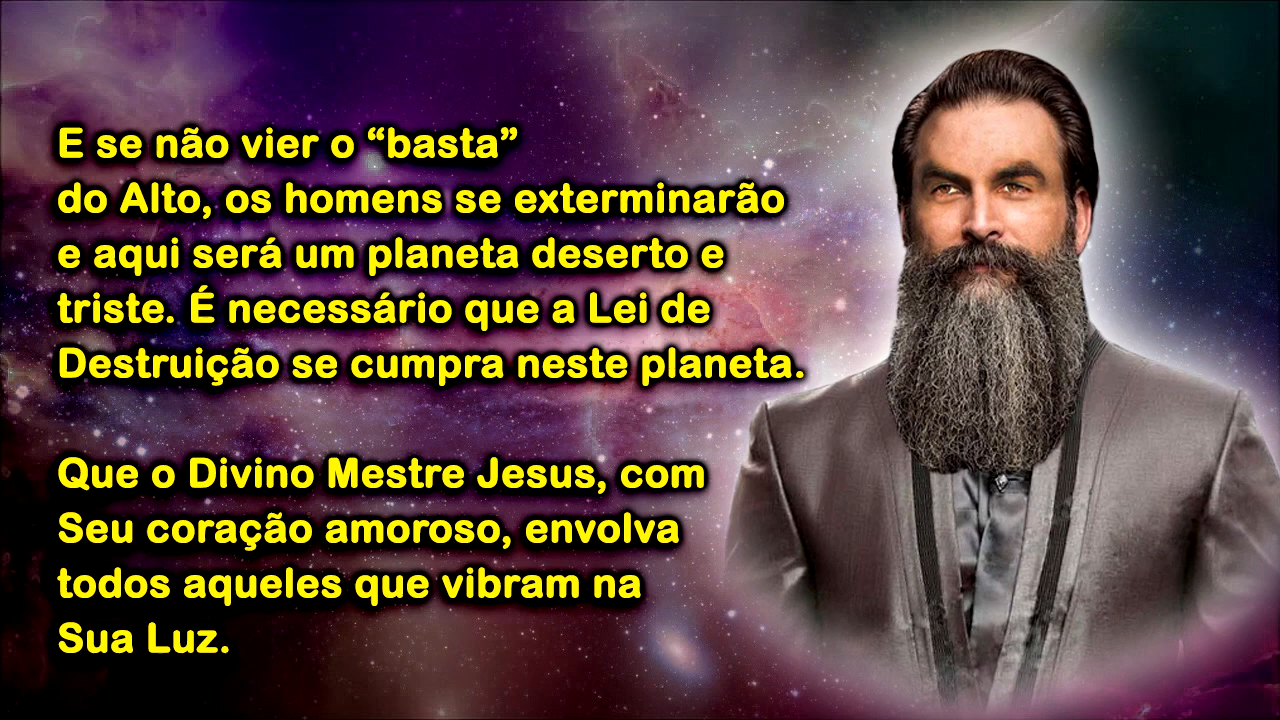 E se não vier o “basta”
do Alto, os homens se exterminarão
e aqui será um planeta deserto e
triste. É necessário que a Lei de
Destruição se cumpra neste planeta.
Que o Divino Mestre Jesus, com
Seu coração amoroso, envolva
todos aqueles que vibram na
Sua Luz.